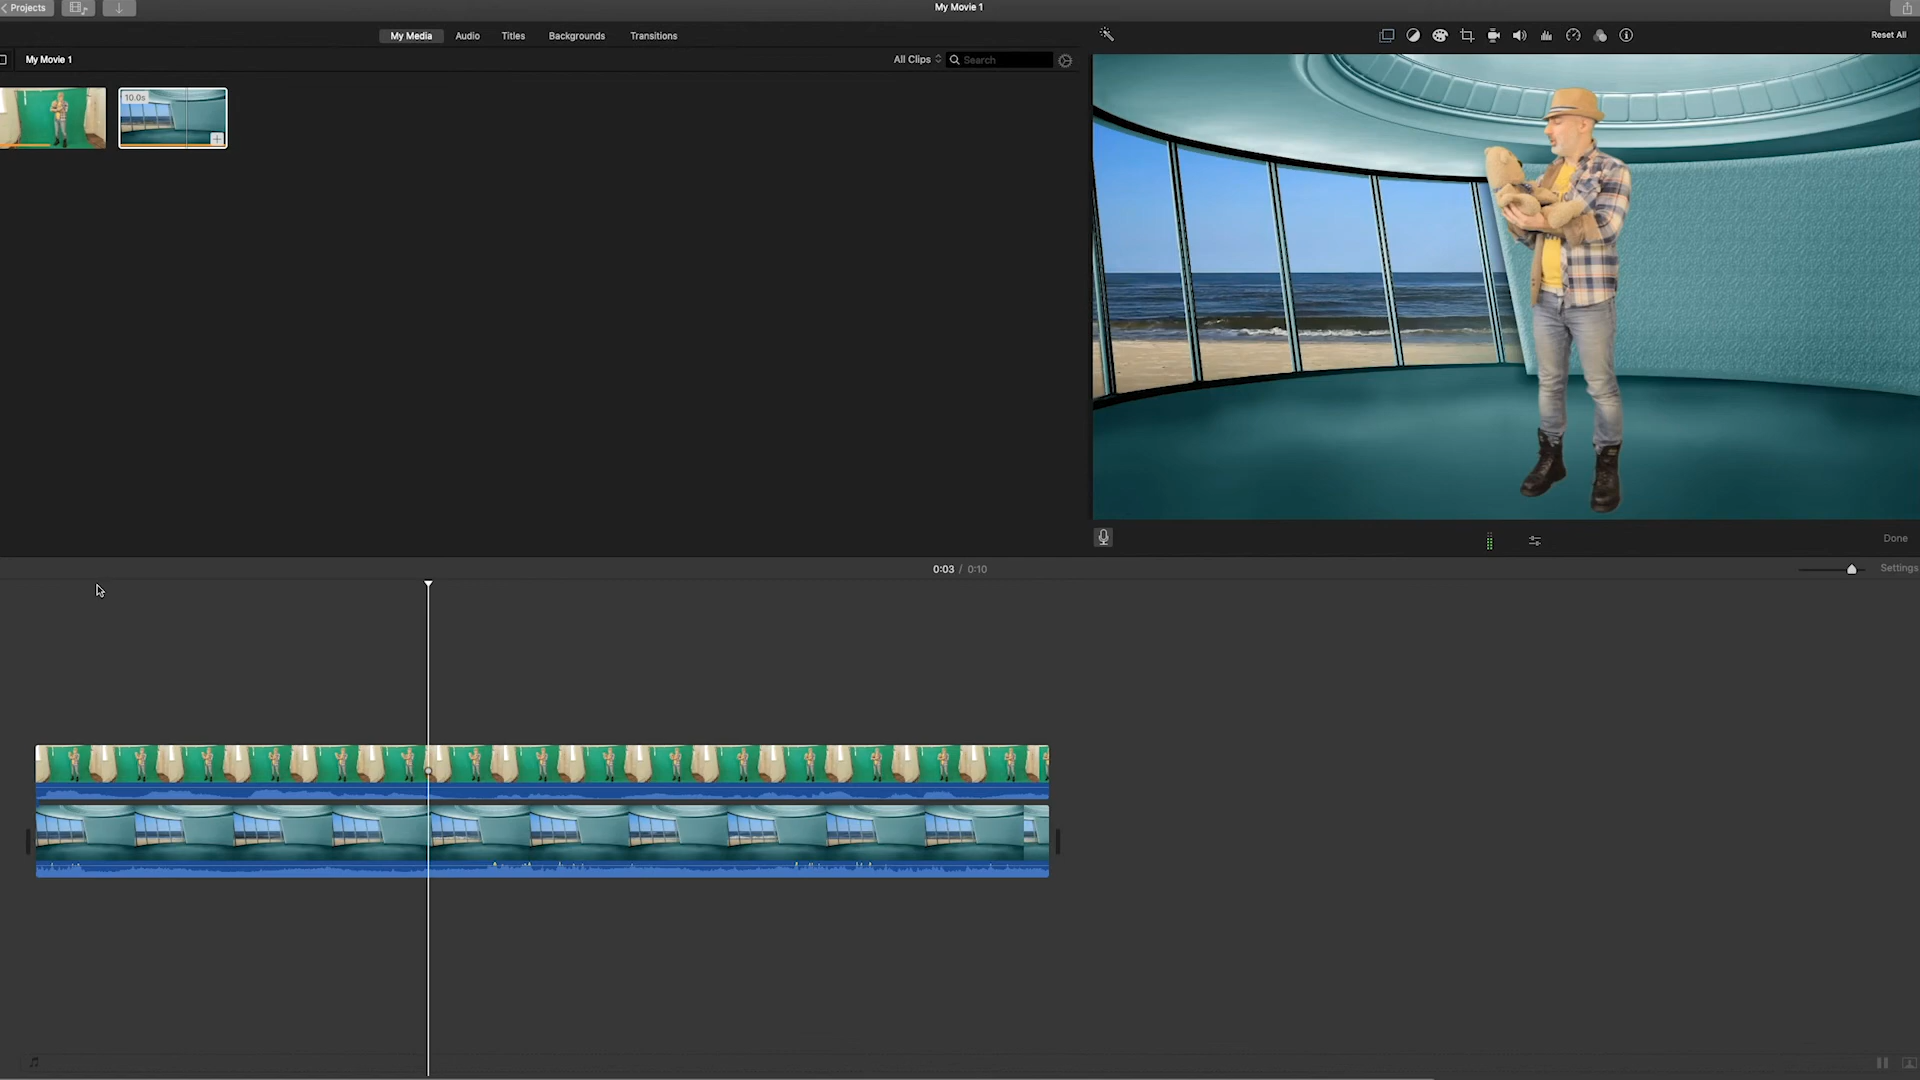 Projects
My Movie 1
My Media Audio Titles Backgrounds Transitions
Reset All
My Movie 1
All Clips
Search
10.0s
Done
0:03 / 0:10
Settings